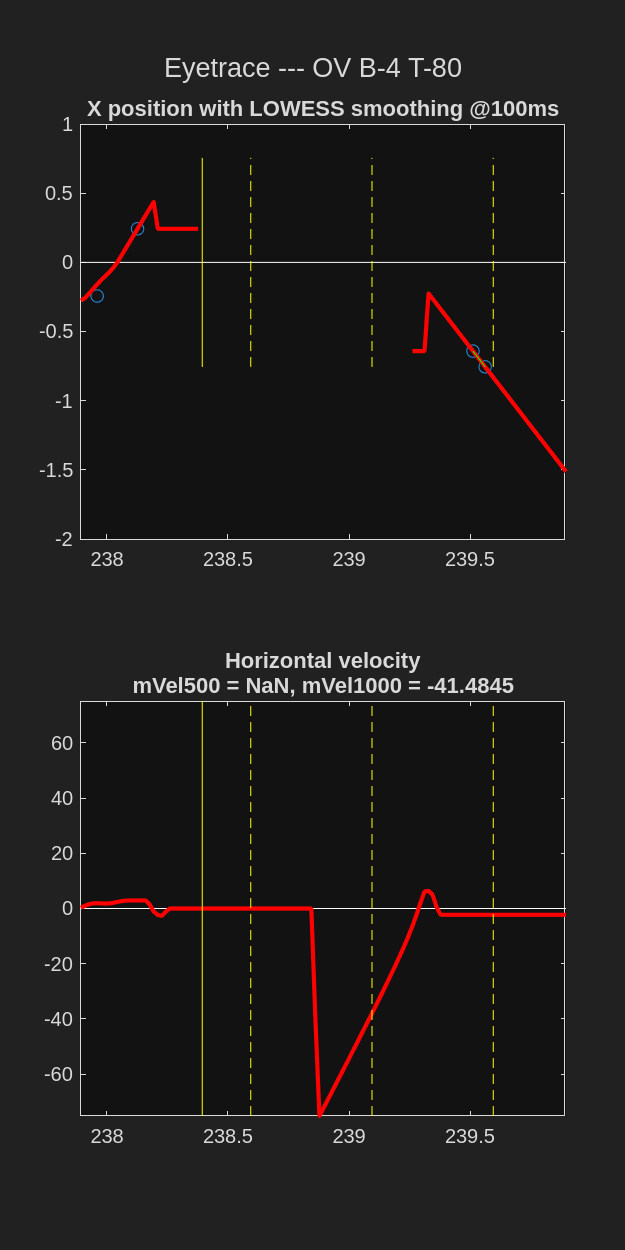 Eyetrace --- OV B-4 T-80
X position with LOWESS smoothing @100ms
1
0.5
0
-0.5
-1
-1.5
-2
238 238.5 239 239.5
Horizontal velocity
mVel500 = NaN, mVel1000 = -41.4845
60
40
20
0
-20
-40
-60
238 238.5 239 239.5